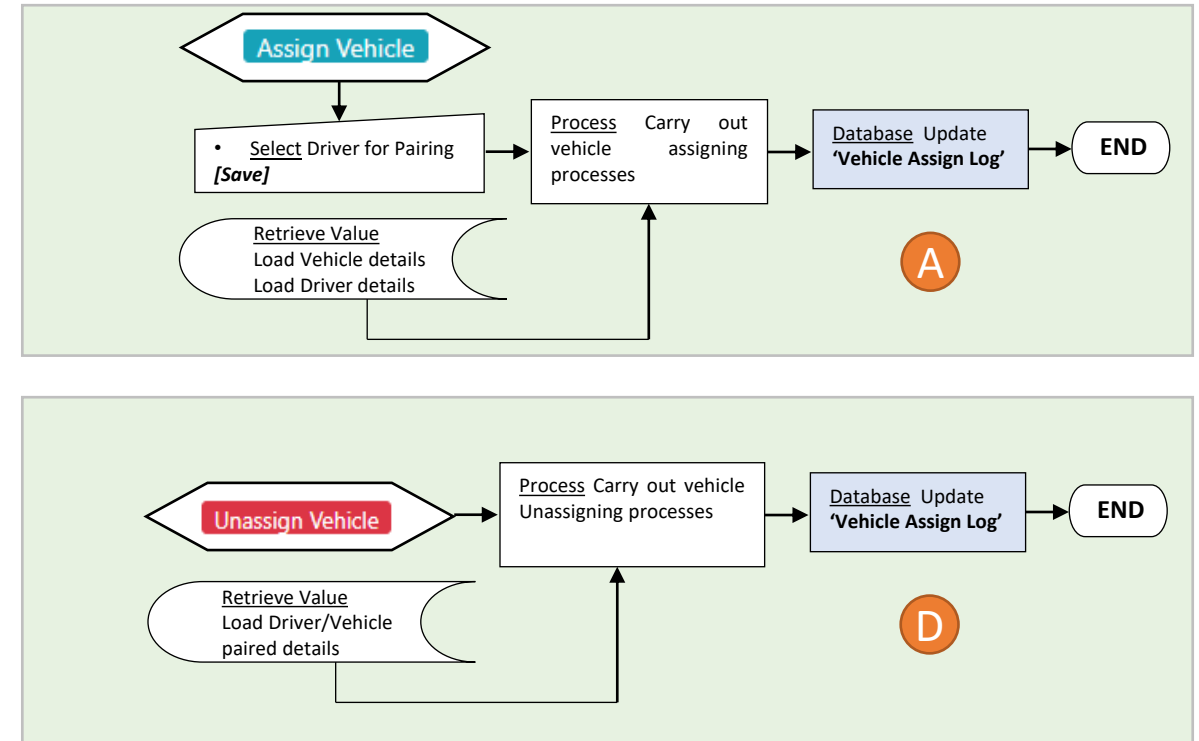 Assign Vehicle
• Select Driver for Pairing
[Save]
Process Carry out
vehicle assigning
processes
Database Update
‘Vehicle Assign Log’
END
Retrieve Value
Load Vehicle details
Load Driver details
A
Unassign Vehicle
Process Carry out vehicle
Unassigning processes
Database Update
‘Vehicle Assign Log’
END
Retrieve Value
Load Driver/Vehicle
paired details
D